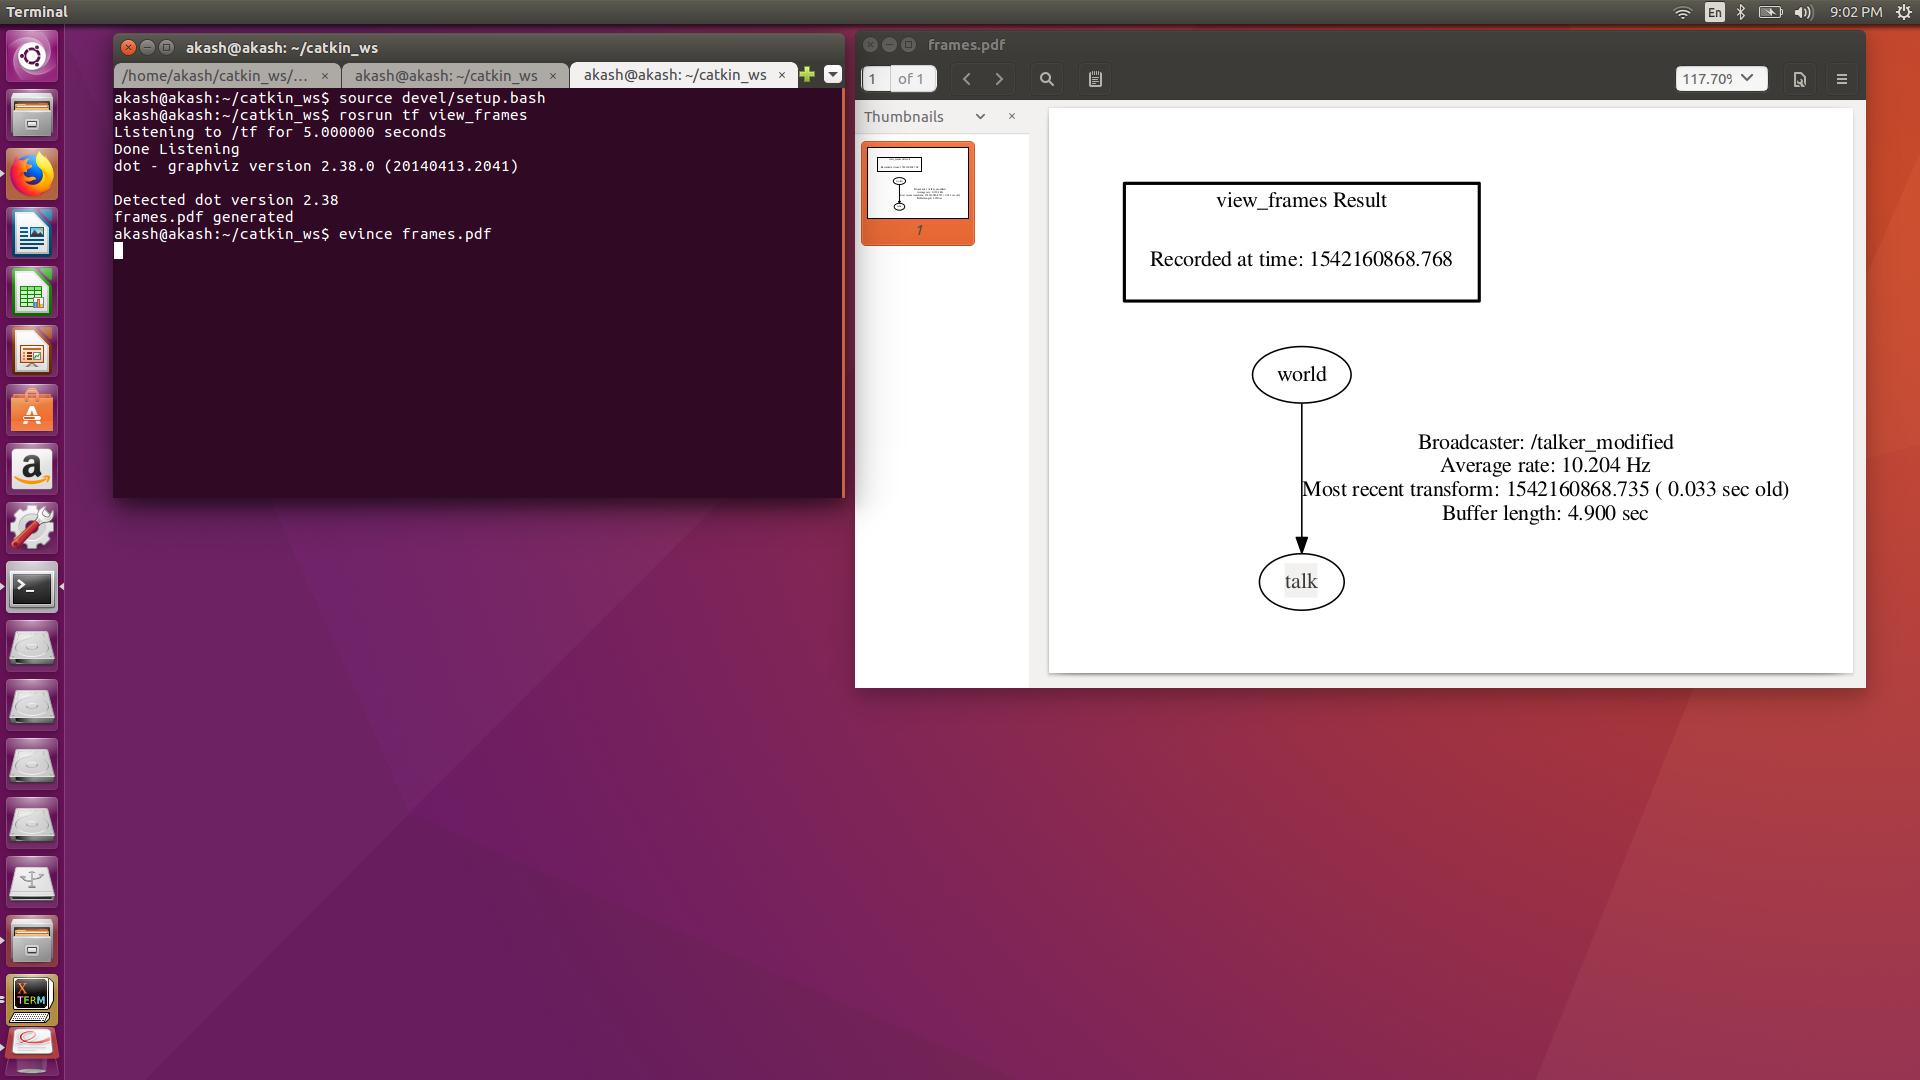 Terminal
En
9:02 PM
akash@akash: ~/catkin_ws
/home/akash/catkin_ws/... ×
akash@akash: ~/catkin_ws ×
akash@akash: ~/catkin_ws ×
akash@akash:~/catkin_ws$ source devel/setup.bash
akash@akash:~/catkin_ws$ rosrun tf view_frames
Listening to /tf for 5.000000 seconds
Done Listening
dot - graphviz version 2.38.0 (20140413.2041)
Detected dot version 2.38
frames.pdf generated
akash@akash:~/catkin_ws$ evince frames.pdf
frames.pdf
1 of 1
117.70%
Thumbnails
1
view_frames Result
Recorded at time: 1542160868.768
world
Broadcaster: /talker_modified
Average rate: 10.204 Hz
Most recent transform: 1542160868.735 ( 0.033 sec old)
Buffer length: 4.900 sec
talk
X
TERM